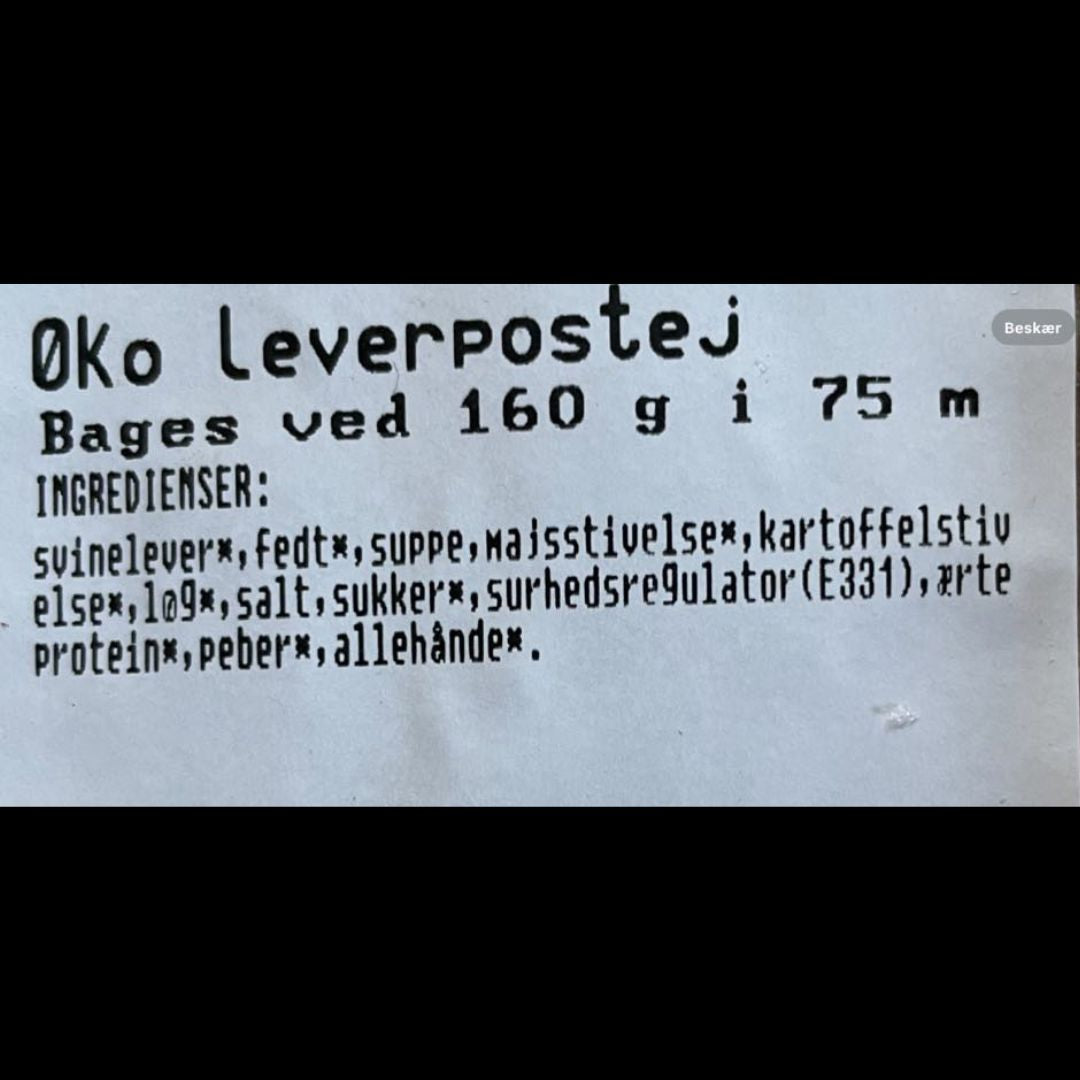 Øko leverpostej
Beskær
Bages ved 160 g i 75 m
INGREDIENSER:
svinelever*,fedt*,suppe,majsstivelse*,kartoffelstiv
else*,løg*,salt,sukker*,surhedsregulator(E331),ærte
protein*,peber*,allehånde*.